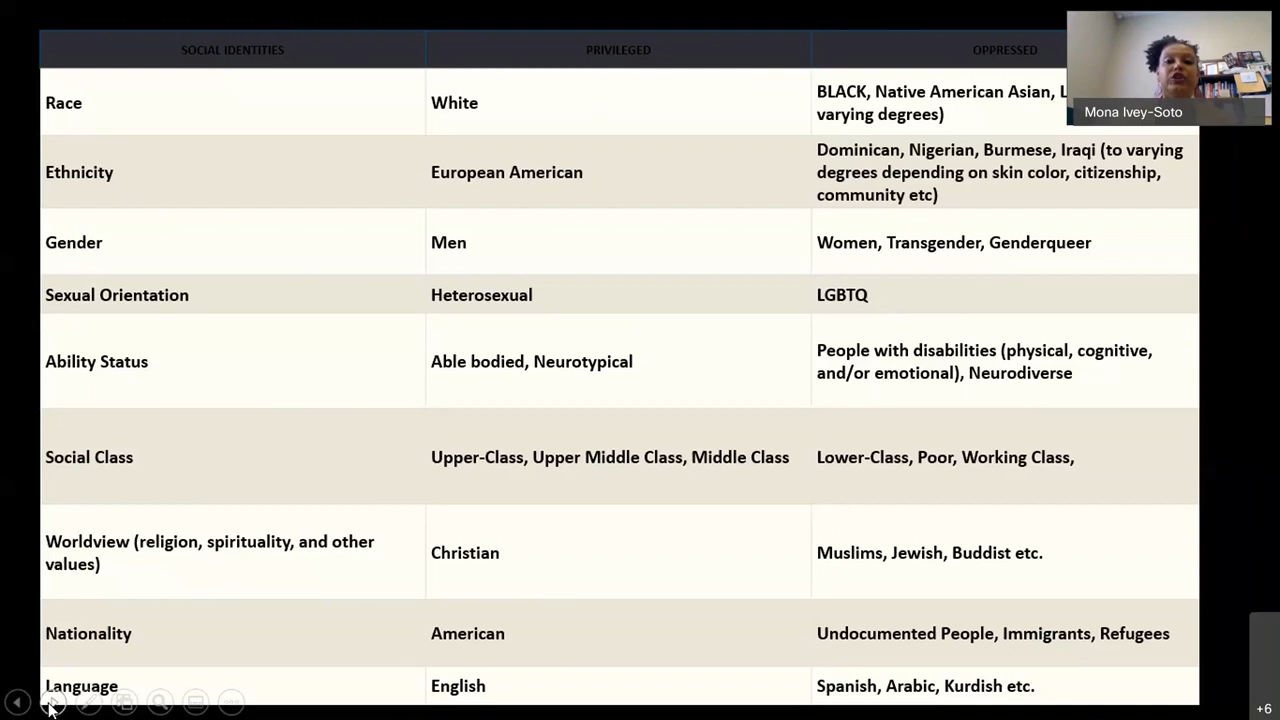 SOCIAL IDENTITIES PRIVILEGED OPPRESSED
Race White BLACK, Native American Asian, L
varying degrees)
Ethnicity European American Dominican, Nigerian, Burmese, Iraqi (to varying
degrees depending on skin color, citizenship,
community etc)
Gender Men Women, Transgender, Genderqueer
Sexual Orientation Heterosexual LGBTQ
Ability Status Able bodied, Neurotypical People with disabilities (physical, cognitive,
and/or emotional), Neurodiverse
Social Class Upper-Class, Upper Middle Class, Middle Class Lower-Class, Poor, Working Class,
Worldview (religion, spirituality, and other
values) Christian Muslims, Jewish, Buddist etc.
Nationality American Undocumented People, Immigrants, Refugees
Language English Spanish, Arabic, Kurdish etc.
Mona Ivey-Soto
+6